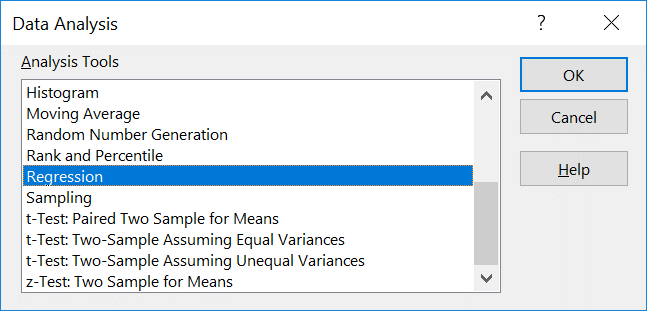 Data Analysis
?
Analysis Tools
Histogram
Moving Average
Random Number Generation
Rank and Percentile
Regression
Sampling
t-Test: Paired Two Sample for Means
t-Test: Two-Sample Assuming Equal Variances
t-Test: Two-Sample Assuming Unequal Variances
z-Test: Two Sample for Means
OK
Cancel
Help